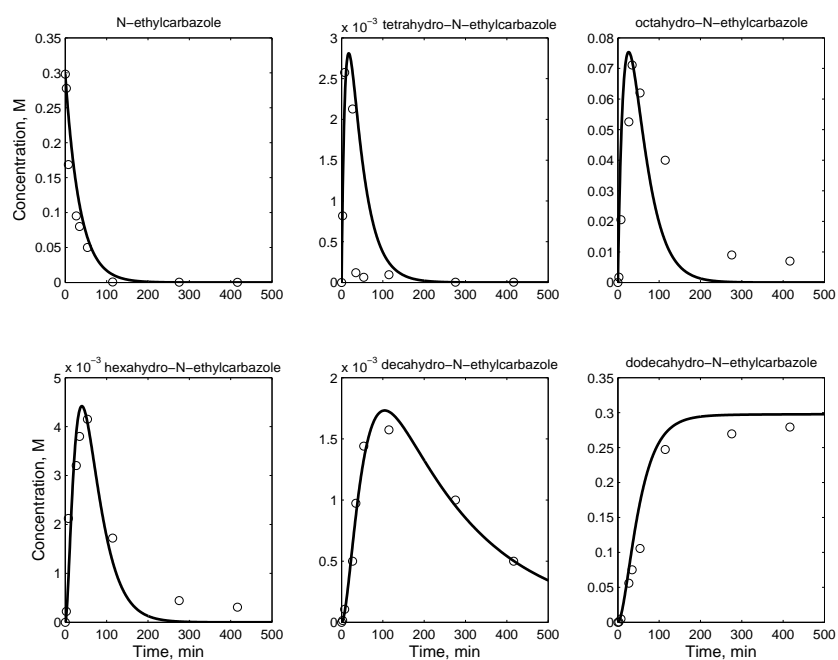 N−ethylcarbazole
0.35
0.3
0.25
0.2
0.15
0.1
0.05
0
0 100 200 300 400 500
Concentration, M
x 10−3 tetrahydro−N−ethylcarbazole
3
2.5
2
1.5
1
0.5
0
0 100 200 300 400 500
octahydro−N−ethylcarbazole
0.08
0.07
0.06
0.05
0.04
0.03
0.02
0.01
0
0 100 200 300 400 500
x 10−3 hexahydro−N−ethylcarbazole
5
4
3
2
1
0
0 100 200 300 400 500
Concentration, M
Time, min
x 10−3 decahydro−N−ethylcarbazole
2
1.5
1
0.5
0
0 100 200 300 400 500
Time, min
dodecahydro−N−ethylcarbazole
0.35
0.3
0.25
0.2
0.15
0.1
0.05
0
0 100 200 300 400 500
Time, min